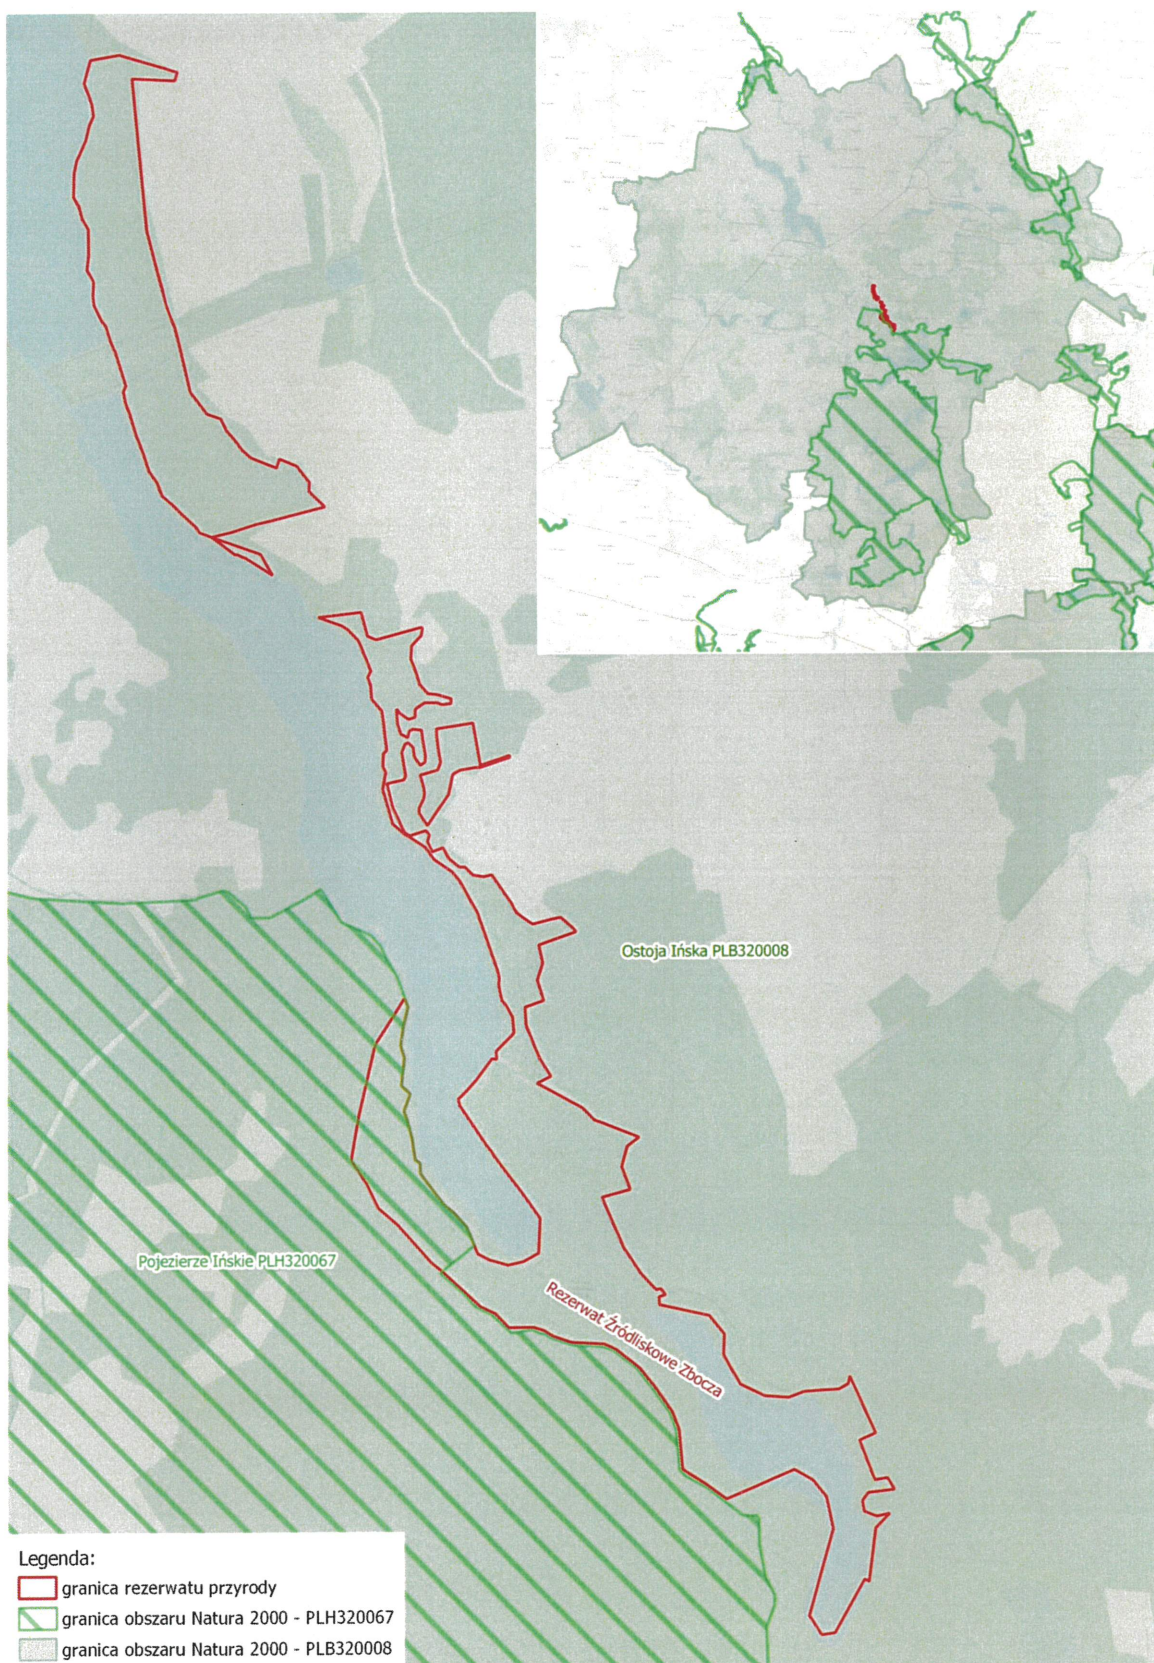 Ostoja Ińska PLB320008
Pojezierze Ińskie PLH320067
Rezerwat Źródliskowe Zbocza
Legenda:
granica rezerwatu przyrody
granica obszaru Natura 2000 - PLH320067
granica obszaru Natura 2000 - PLB320008